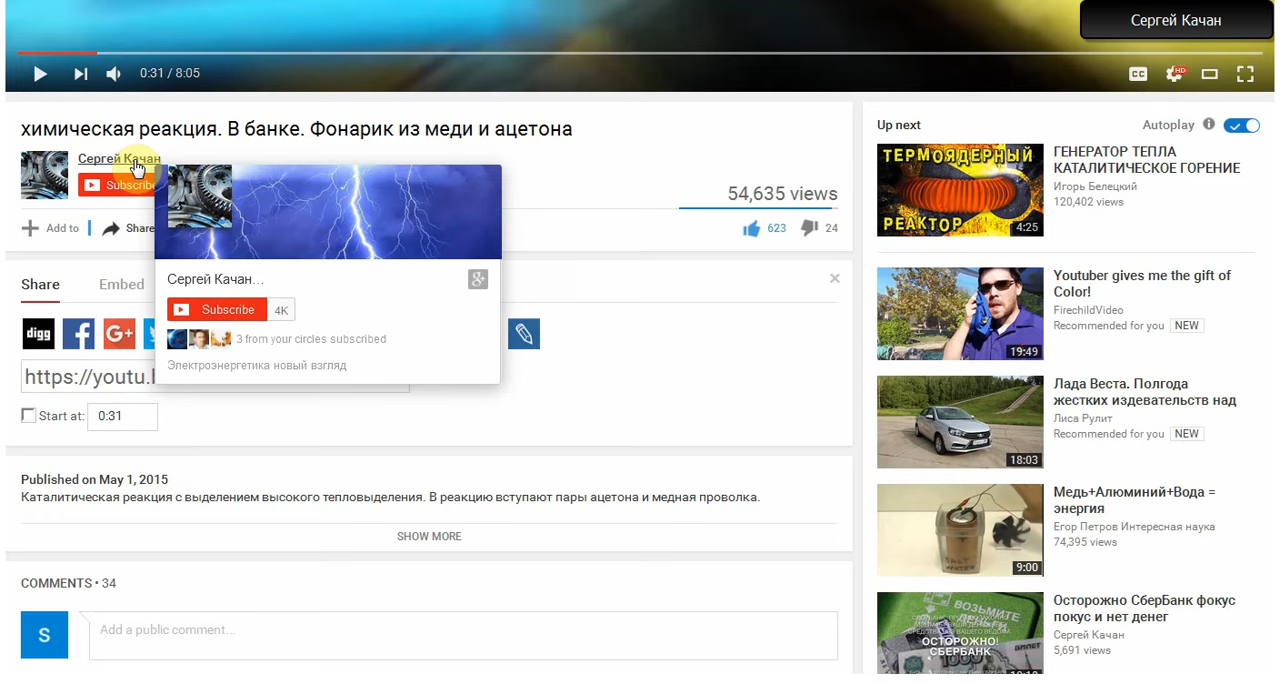 Сергей Качан
0:31 / 8:05
CC
HD
химическая реакция. В банке. Фонарик из меди и ацетона
Сергей Качан
Subscribe
54,635 views
Add to
Share
623
24
Сергей Качан…
g+
Subscribe
4K
3 from your circles subscribed
Электроэнергетика новый взгляд
Share
Embed
digg
f
G+
https://youtu.
Start at:
0:31
Published on May 1, 2015
Каталитическая реакция с выделением высокого тепловыделения. В реакцию вступают пары ацетона и медная проволка.
SHOW MORE
COMMENTS • 34
S
Add a public comment...
Up next
Autoplay
ТЕРМОЯДЕРНЫЙ
РЕАКТОР
4:25
ГЕНЕРАТОР ТЕПЛА
КАТАЛИТИЧЕСКОЕ ГОРЕНИЕ
Игорь Белецкий
120,402 views
19:49
Youtuber gives me the gift of
Color!
FirechildVideo
Recommended for you NEW
18:03
Лада Веста. Полгода
жестких издевательств над
Лиса Рулит
Recommended for you NEW
SALT
WATER
9:00
Медь+Алюминий+Вода =
энергия
Егор Петров Интересная наука
74,395 views
ВОЗЬМИТЕ
ОСТОРОЖНО!
СБЕРБАНК
Осторожно СберБанк фокус
покус и нет денег
Сергей Качан
5,691 views